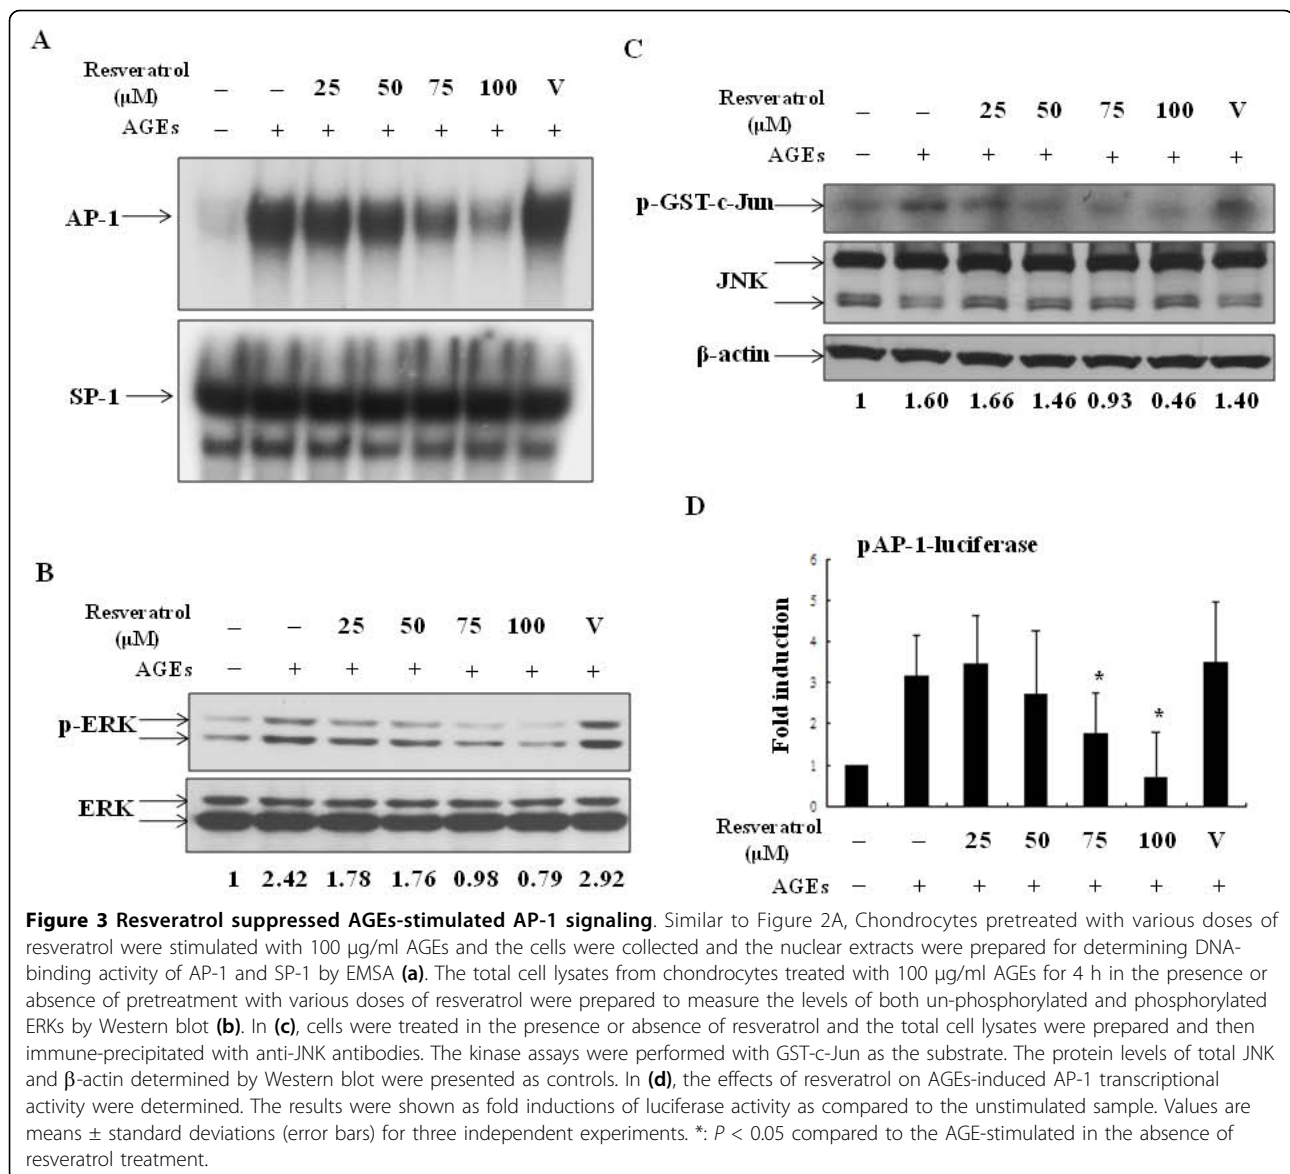 A
Resveratrol
(μM)
– – 25 50 75 100 V
AGEs – + + + + + +
AP-1
SP-1
B
Resveratrol
(μM)
– – 25 50 75 100 V
AGEs – + + + + + +
p-ERK
ERK
1 2.42 1.78 1.76 0.98 0.79 2.92
C
Resveratrol
(μM)
– – 25 50 75 100 V
AGEs – + + + + + +
p-GST-c-Jun
JNK
β-actin
1 1.60 1.66 1.46 0.93 0.46 1.40
D
pAP-1-luciferase
Fold induction
6
5
4
3
2
1
0
* *
Resveratrol
(μM)
– – 25 50 75 100 V
AGEs – + + + + + +
Figure 3 Resveratrol suppressed AGEs-stimulated AP-1 signaling. Similar to Figure 2A, Chondrocytes pretreated with various doses of
resveratrol were stimulated with 100 μg/ml AGEs and the cells were collected and the nuclear extracts were prepared for determining DNA-
binding activity of AP-1 and SP-1 by EMSA (a). The total cell lysates from chondrocytes treated with 100 μg/ml AGEs for 4 h in the presence or
absence of pretreatment with various doses of resveratrol were prepared to measure the levels of both un-phosphorylated and phosphorylated
ERKs by Western blot (b). In (c), cells were treated in the presence or absence of resveratrol and the total cell lysates were prepared and then
immune-precipitated with anti-JNK antibodies. The kinase assays were performed with GST-c-Jun as the substrate. The protein levels of total JNK
and β-actin determined by Western blot were presented as controls. In (d), the effects of resveratrol on AGEs-induced AP-1 transcriptional
activity were determined. The results were shown as fold inductions of luciferase activity as compared to the unstimulated sample. Values are
means ± standard deviations (error bars) for three independent experiments. *: P < 0.05 compared to the AGE-stimulated in the absence of
resveratrol treatment.